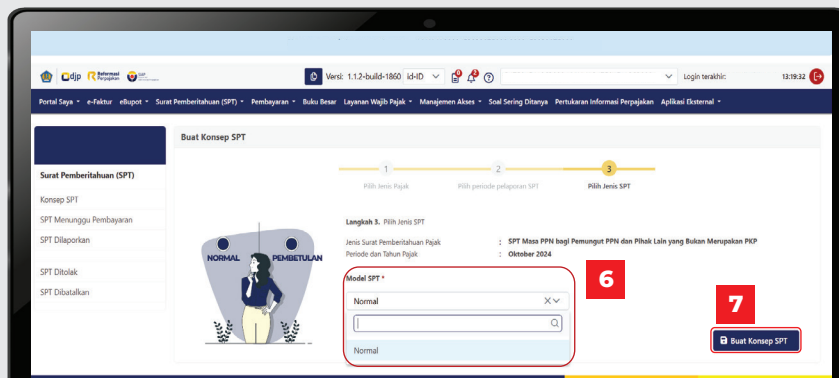 djp Reformasi Perpajakan
Versi: 1.1.2-build-1860 id-ID
Login terakhir: 13:19:32
Portal Saya e-Faktur eBupot Surat Pemberitahuan (SPT) Pembayaran Buku Besar Layanan Wajib Pajak Manajemen Akses Soal Sering Ditanya Pertukaran Informasi Perpajakan Aplikasi Eksternal
Surat Pemberitahuan (SPT)
Konsep SPT
SPT Menunggu Pembayaran
SPT Dilaporkan
SPT Ditolak
SPT Dibatalkan
Buat Konsep SPT
1 2 3
Pilih Jenis Pajak Pilih periode pelaporan SPT Pilih Jenis SPT
NORMAL PEMBETULAN
Langkah 3. Pilih Jenis SPT
Jenis Surat Pemberitahuan Pajak : SPT Masa PPN bagi Pemungut PPN dan Pihak Lain yang Bukan Merupakan PKP
Periode dan Tahun Pajak : Oktober 2024
Model SPT *
Normal
Normal
6
7
Buat Konsep SPT